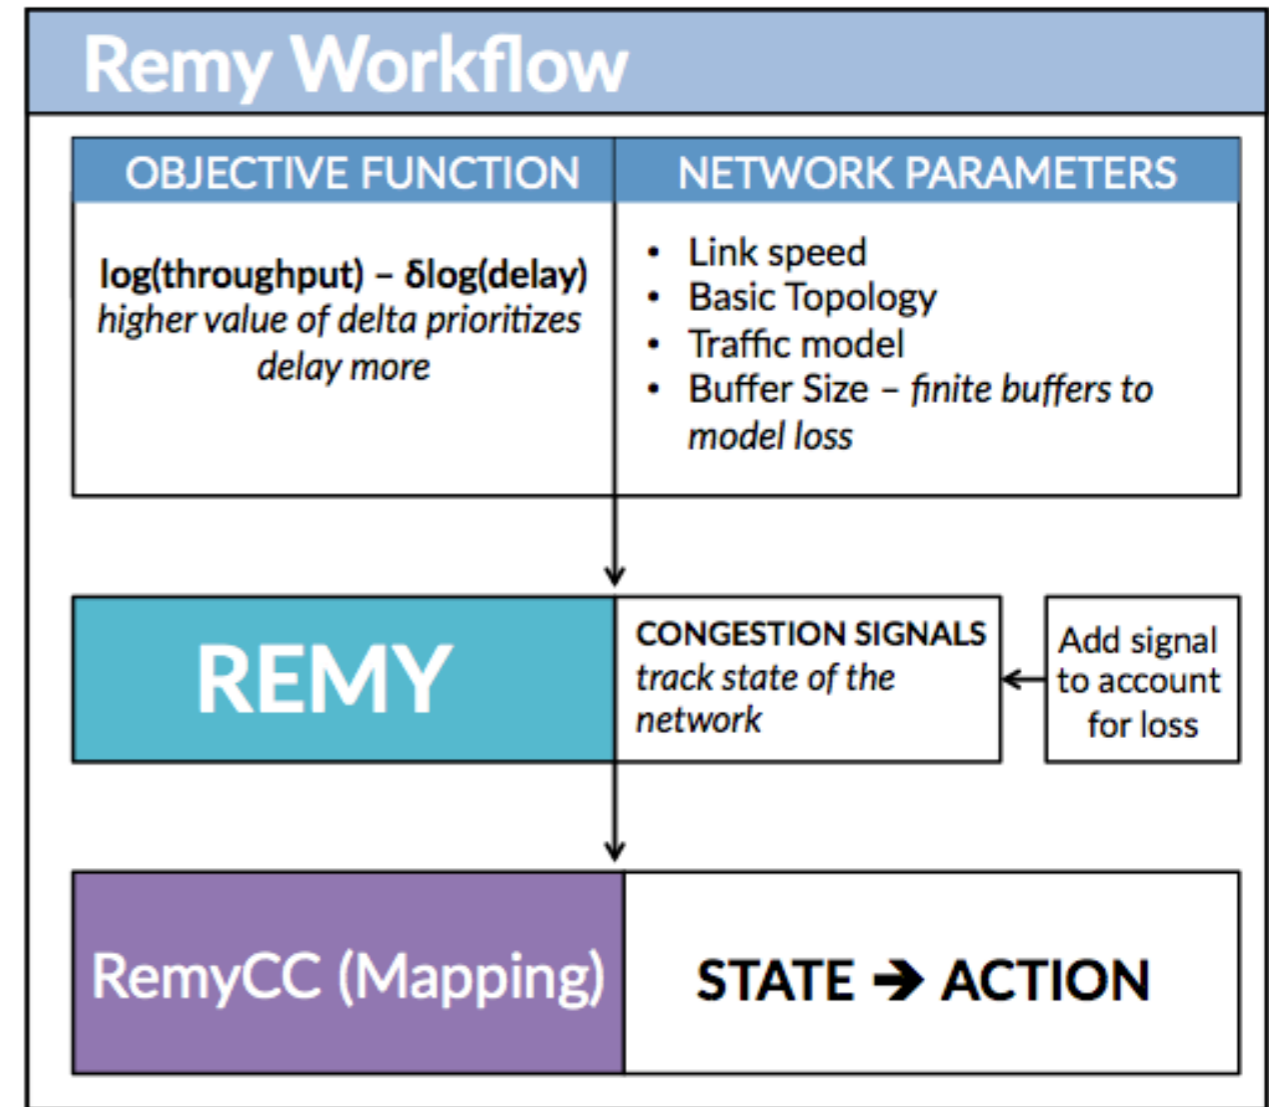 Remy Workflow
OBJECTIVE FUNCTION
log(throughput) – δlog(delay)
higher value of delta prioritizes
delay more
NETWORK PARAMETERS
• Link speed
• Basic Topology
• Traffic model
• Buffer Size – finite buffers to
model loss
REMY
CONGESTION SIGNALS
track state of the
network
Add signal
to account
for loss
RemyCC (Mapping)
STATE ➔ ACTION